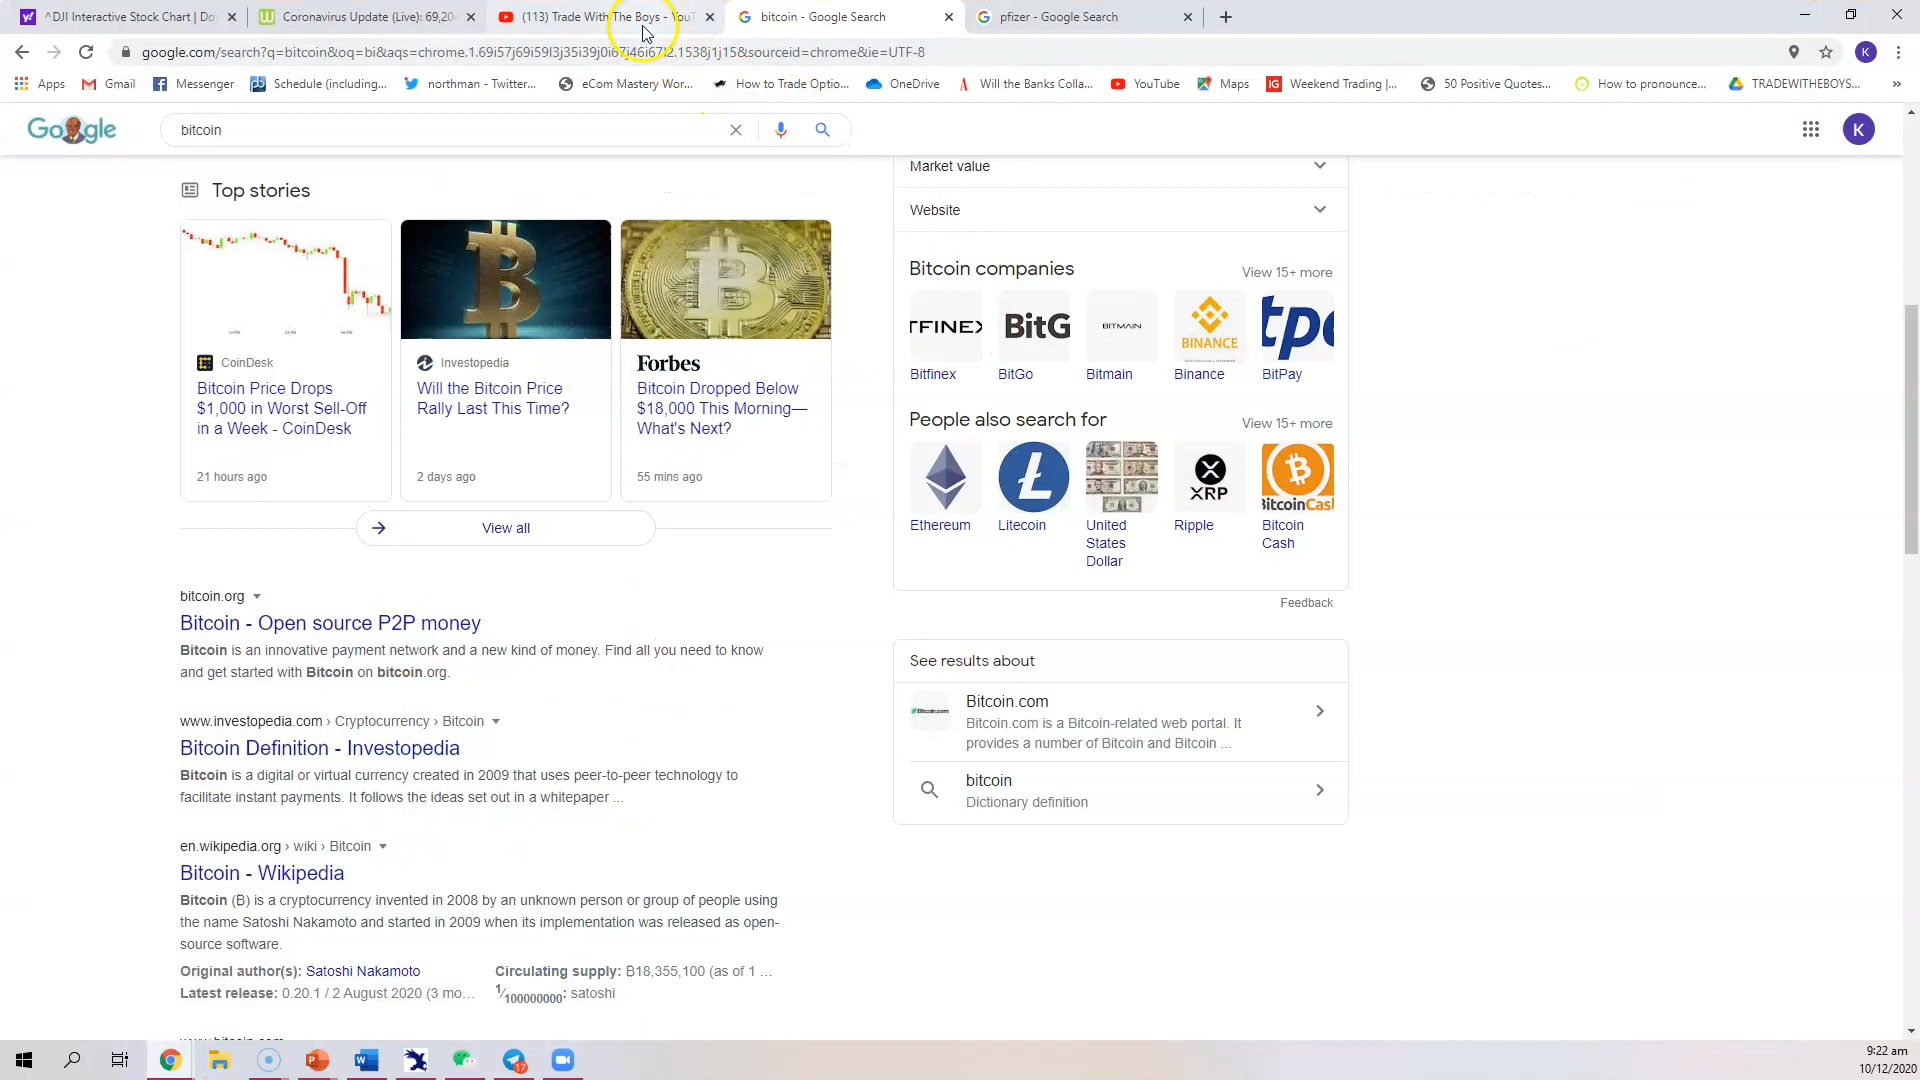 ^DJI Interactive Stock Chart | Do
Coronavirus Update (Live): 69,20
(113) Trade With The Boys - YouT
bitcoin - Google Search
pfizer - Google Search
google.com/search?q=bitcoin&oq=bi&aqs=chrome.1.69i57j69i59l3j35i39j0i67j46i67l2.1538j1j15&sourceid=chrome&ie=UTF-8
K
Apps
Gmail
Messenger
Schedule (including...
northman - Twitter...
eCom Mastery Wor...
How to Trade Optio...
OneDrive
Will the Banks Colla...
YouTube
Maps
IG Weekend Trading |...
50 Positive Quotes...
How to pronounce...
TRADEWITHEBOYS...
»
Google
bitcoin
K
Top stories
CoinDesk
Bitcoin Price Drops
$1,000 in Worst Sell-Off
in a Week - CoinDesk
21 hours ago
Investopedia
Will the Bitcoin Price
Rally Last This Time?
2 days ago
Forbes
Bitcoin Dropped Below
$18,000 This Morning—
What's Next?
55 mins ago
View all
bitcoin.org
Bitcoin - Open source P2P money
Bitcoin is an innovative payment network and a new kind of money. Find all you need to know
and get started with Bitcoin on bitcoin.org.
www.investopedia.com › Cryptocurrency › Bitcoin
Bitcoin Definition - Investopedia
Bitcoin is a digital or virtual currency created in 2009 that uses peer-to-peer technology to
facilitate instant payments. It follows the ideas set out in a whitepaper ...
en.wikipedia.org › wiki › Bitcoin
Bitcoin - Wikipedia
Bitcoin (₿) is a cryptocurrency invented in 2008 by an unknown person or group of people using
the name Satoshi Nakamoto and started in 2009 when its implementation was released as open-
source software.
Original author(s): Satoshi Nakamoto
Circulating supply: ₿18,355,100 (as of 1 ...
Latest release: 0.20.1 / 2 August 2020 (3 mo...
1⁄100000000: satoshi
Market value
Website
Bitcoin companies
View 15+ more
TFINEX
BitG
BITMAIN
BINANCE
tpa
Bitfinex
BitGo
Bitmain
Binance
BitPay
People also search for
View 15+ more
XRP
BitcoinCash
Ethereum
Litecoin
United
States
Dollar
Ripple
Bitcoin
Cash
Feedback
See results about
Bitcoin.com
Bitcoin.com
Bitcoin.com is a Bitcoin-related web portal. It
provides a number of Bitcoin and Bitcoin ...
bitcoin
Dictionary definition
17
9:22 am
10/12/2020